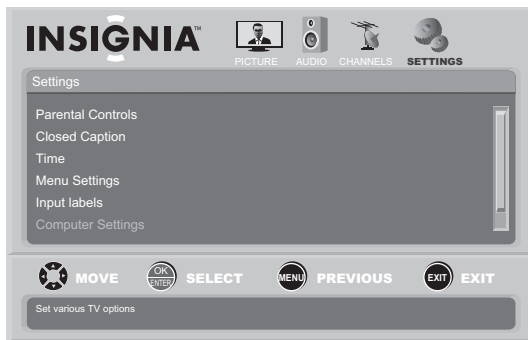 INSIGNIA™
PICTURE AUDIO CHANNELS SETTINGS
Settings
Parental Controls
Closed Caption
Time
Menu Settings
Input labels
Computer Settings
MOVE OK ENTER SELECT MENU PREVIOUS EXIT EXIT
Set various TV options